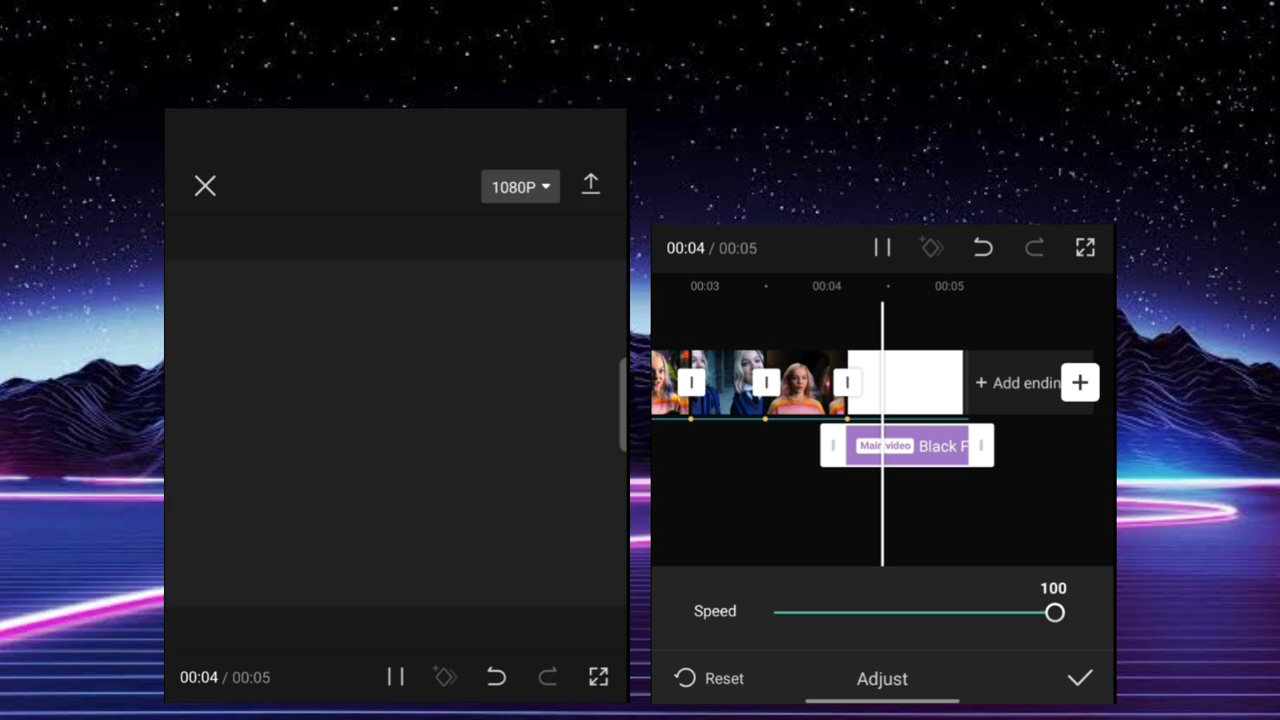 1080P
00:04 / 00:05
00:04 / 00:05
00:03
00:04
00:05
+ Add endin
Main video
Black F
100
Speed
Reset
Adjust